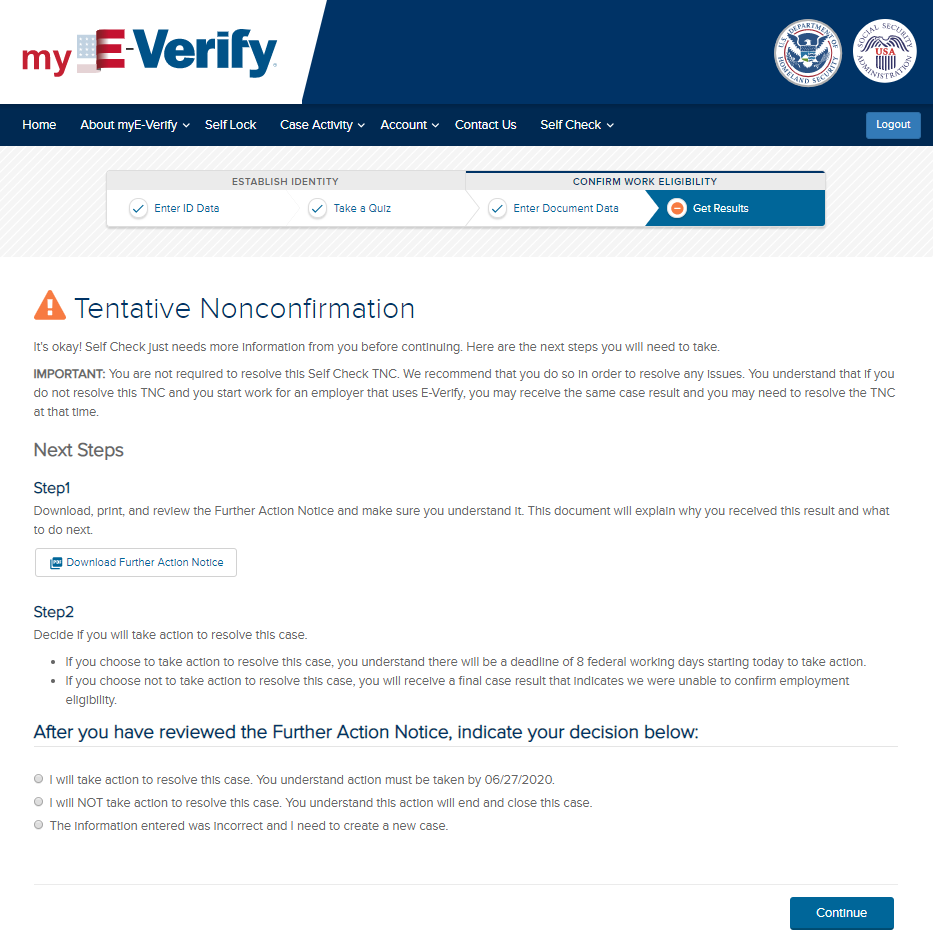 my E-Verify
U.S. DEPARTMENT OF HOMELAND SECURITY
SOCIAL SECURITY ADMINISTRATION
USA
Home About myE-Verify Self Lock Case Activity Account Contact Us Self Check Logout
ESTABLISH IDENTITY CONFIRM WORK ELIGIBILITY
Enter ID Data Take a Quiz Enter Document Data Get Results
Tentative Nonconfirmation
It's okay! Self Check just needs more information from you before continuing. Here are the next steps you will need to take.
IMPORTANT: You are not required to resolve this Self Check TNC. We recommend that you do so in order to resolve any issues. You understand that if you
do not resolve this TNC and you start work for an employer that uses E-Verify, you may receive the same case result and you may need to resolve the TNC
at that time.
Next Steps
Step1
Download, print, and review the Further Action Notice and make sure you understand it. This document will explain why you received this result and what
to do next.
PDF Download Further Action Notice
Step2
Decide if you will take action to resolve this case.
• If you choose to take action to resolve this case, you understand there will be a deadline of 8 federal working days starting today to take action.
• If you choose not to take action to resolve this case, you will receive a final case result that indicates we were unable to confirm employment
eligibility.
After you have reviewed the Further Action Notice, indicate your decision below:
I will take action to resolve this case. You understand action must be taken by 06/27/2020.
I will NOT take action to resolve this case. You understand this action will end and close this case.
The information entered was incorrect and I need to create a new case.
Continue